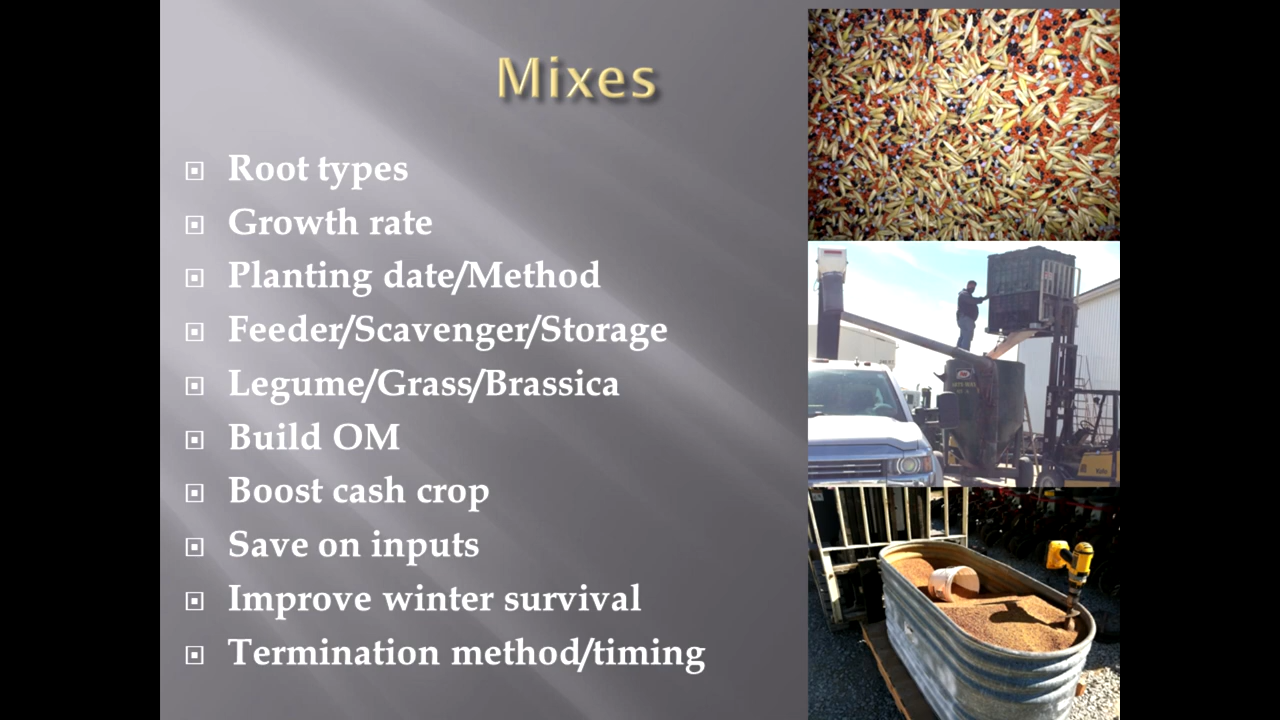 Mixes
Root types
Growth rate
Planting date/Method
Feeder/Scavenger/Storage
Legume/Grass/Brassica
Build OM
Boost cash crop
Save on inputs
Improve winter survival
Termination method/timing
Yale